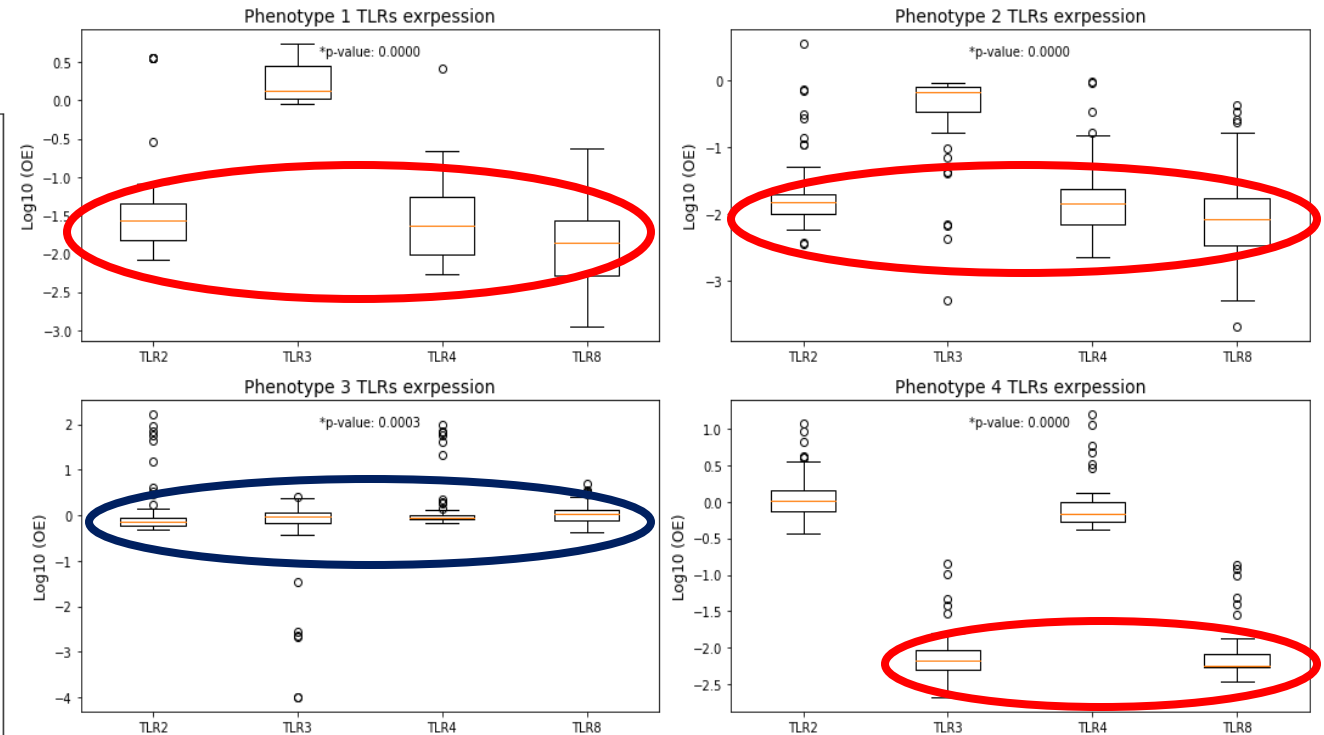 Phenotype 1 TLRs exrpession
*p-value: 0.0000
Log10 (OE)
0.5
0.0
−0.5
−1.0
−1.5
−2.0
−2.5
−3.0
TLR2 TLR3 TLR4 TLR8
Phenotype 2 TLRs exrpession
*p-value: 0.0000
Log10 (OE)
0
−1
−2
−3
TLR2 TLR3 TLR4 TLR8
Phenotype 3 TLRs exrpession
*p-value: 0.0003
Log10 (OE)
2
1
0
−1
−2
−3
−4
TLR2 TLR3 TLR4 TLR8
Phenotype 4 TLRs exrpession
*p-value: 0.0000
Log10 (OE)
1.0
0.5
0.0
−0.5
−1.0
−1.5
−2.0
−2.5
TLR2 TLR3 TLR4 TLR8